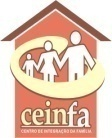 ceinfa
CENTRO DE INTEGRAÇÃO DA FAMÍLIA